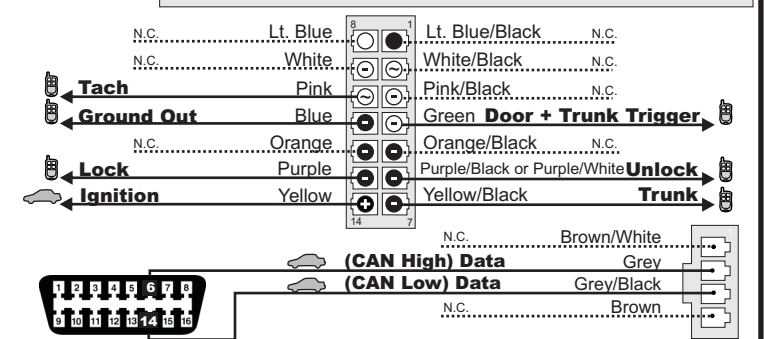 8 1
N.C. Lt. Blue Lt. Blue/Black N.C.
N.C. White White/Black N.C.
Tach Pink Pink/Black N.C.
Ground Out Blue Green Door + Trunk Trigger
N.C. Orange Orange/Black N.C.
Lock Purple Purple/Black or Purple/White Unlock
Ignition Yellow Yellow/Black Trunk
14 7
N.C. Brown/White
(CAN High) Data Grey
(CAN Low) Data Grey/Black
N.C. Brown
1 2 3 4 5 6 7 8
9 10 11 12 13 14 15 16